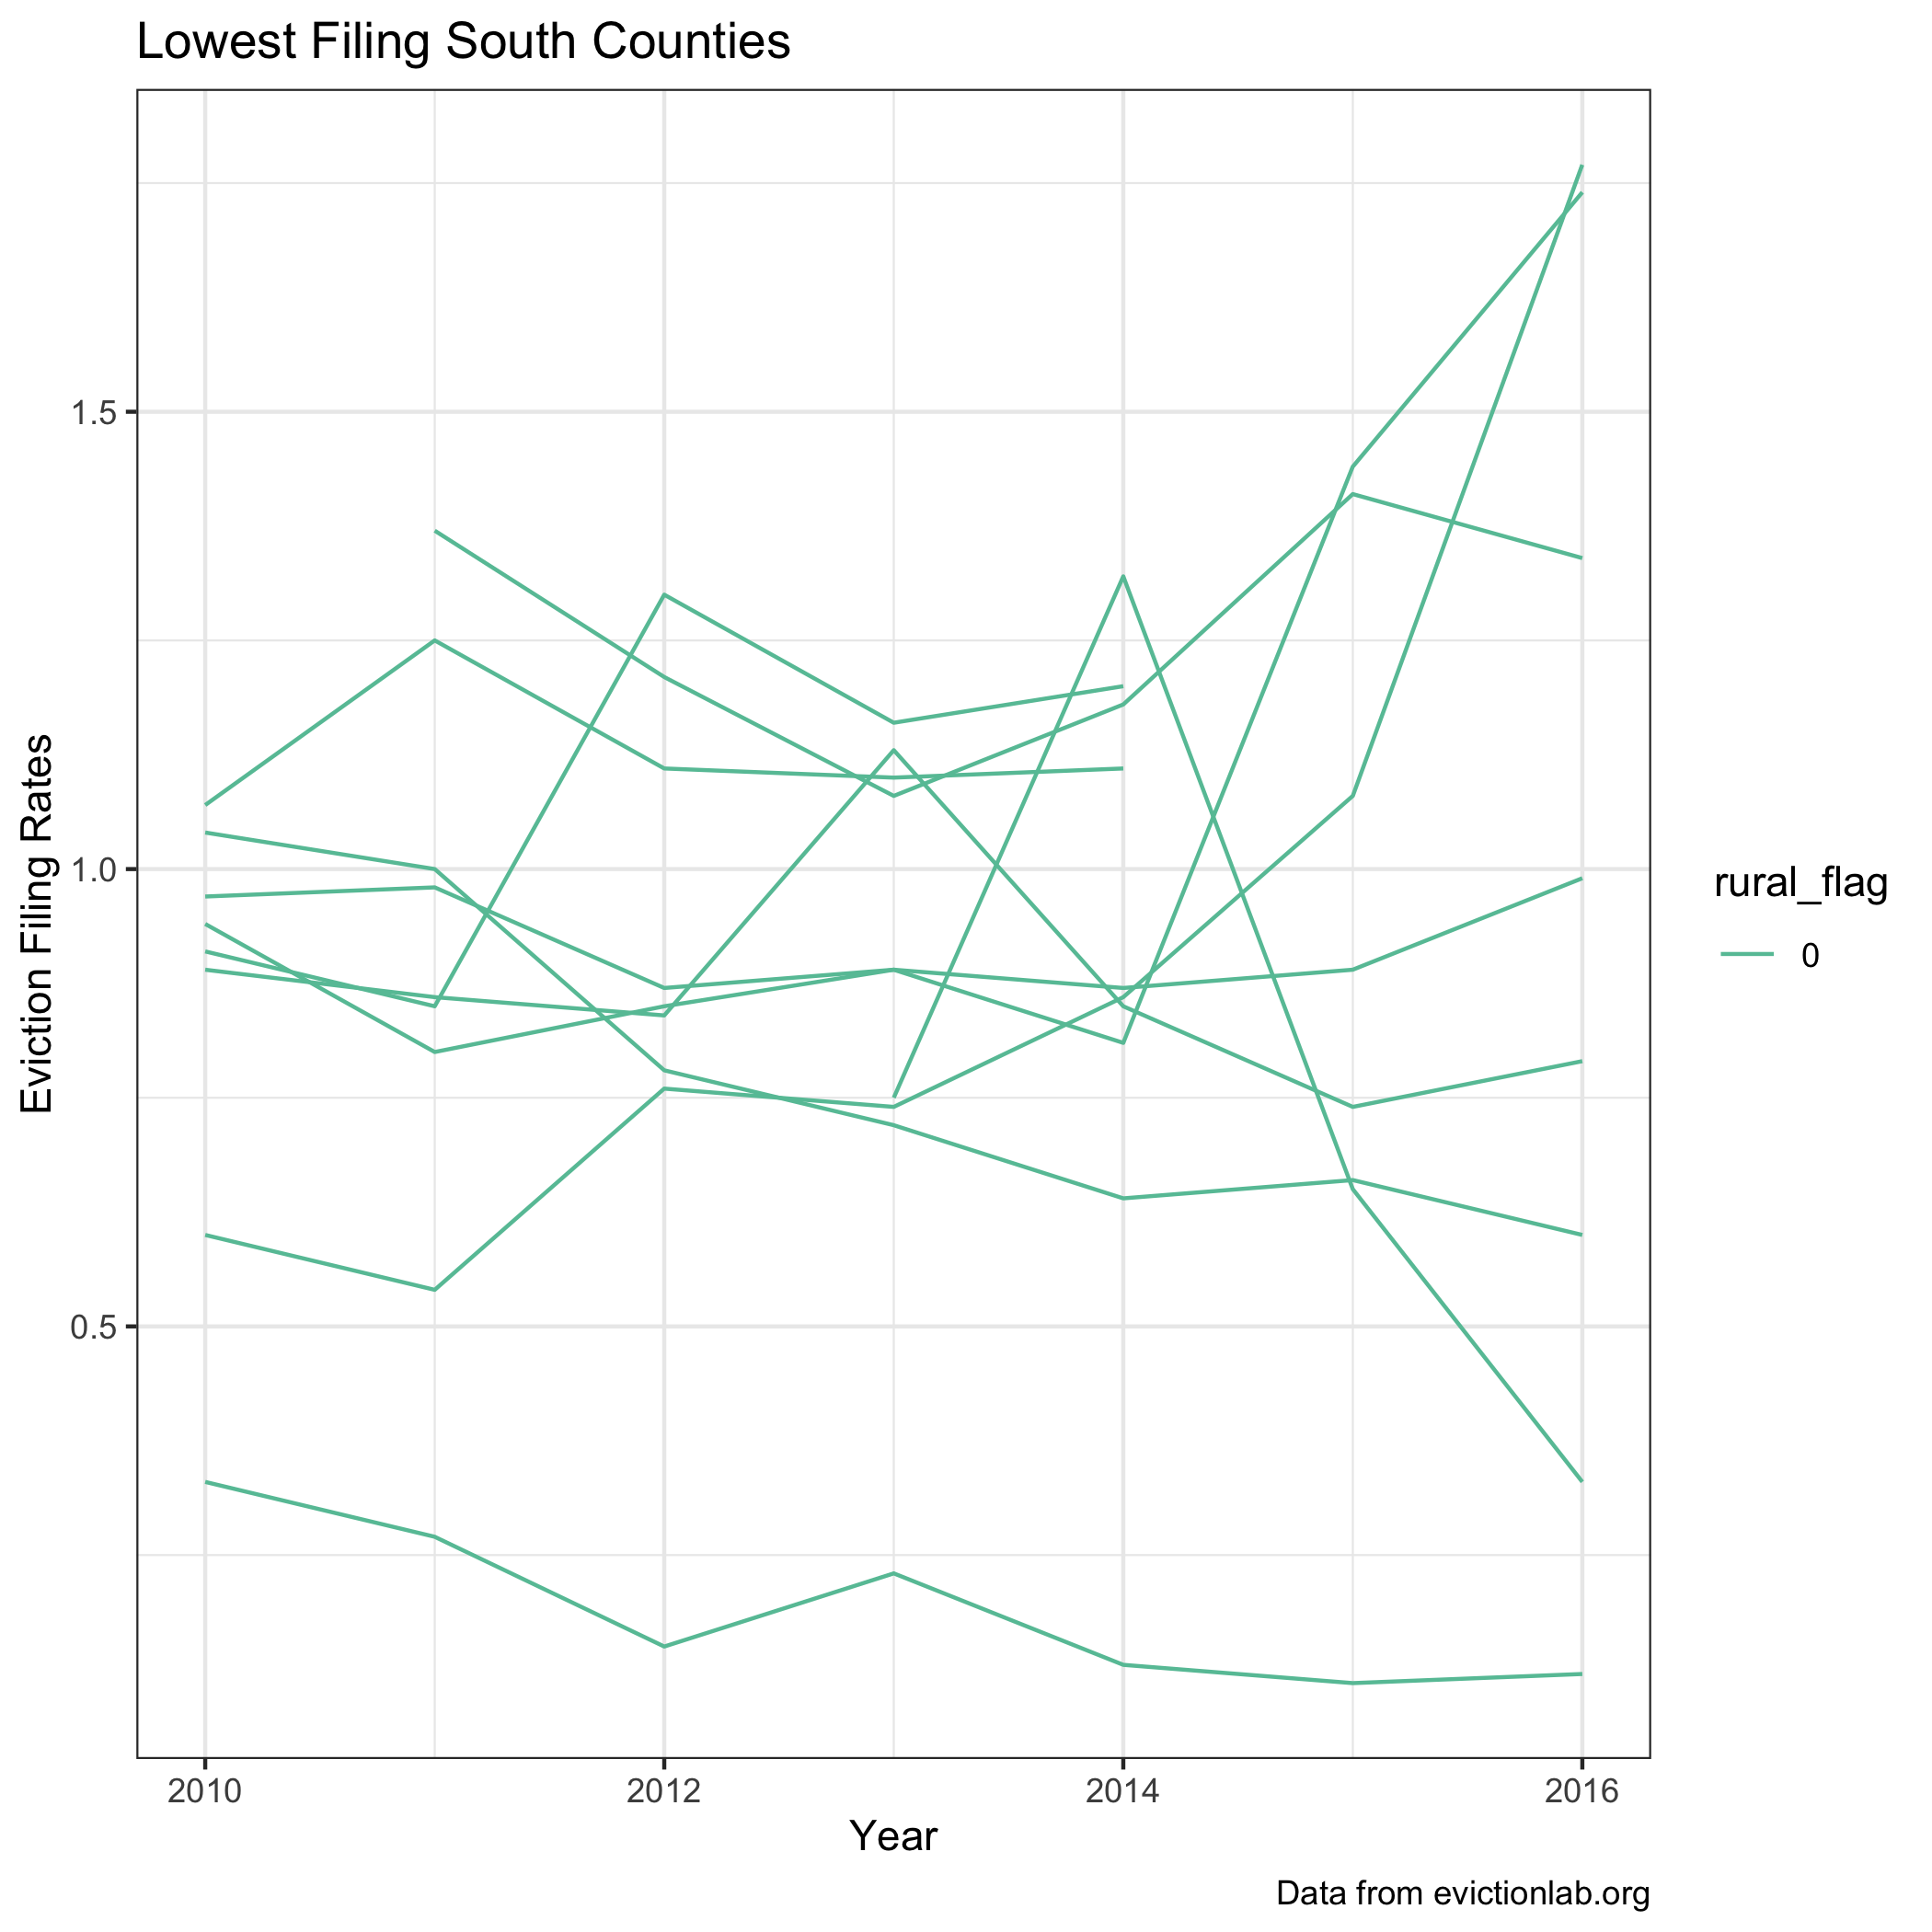 Lowest Filing South Counties
Eviction Filing Rates
1.5
1.0
0.5
2010 2012 2014 2016
Year
rural_flag
0
Data from evictionlab.org